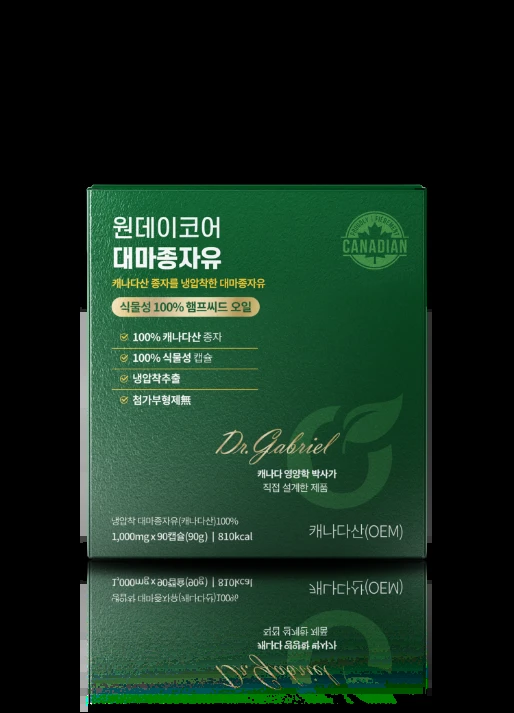 원데이코어
대마종자유
캐나다산 종자를 냉압착한 대마종자유
식물성 100% 햄프씨드 오일
100% 캐나다산 종자
100% 식물성 캡슐
냉압착추출
첨가부형제無
CANADIAN
Dr.Gabriel
캐나다 영양학 박사가
직접 설계한 제품
냉압착 대마종자유(캐나다산)100%
1,000mg x 90캡슐(90g) | 810kcal
캐나다산(OEM)